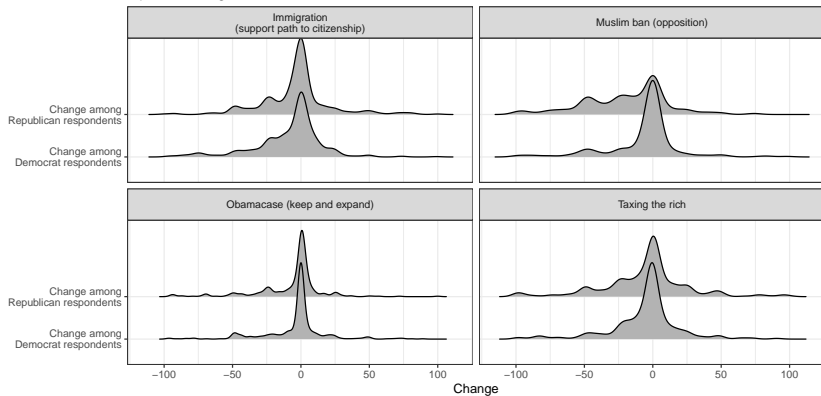 Immigration
(support path to citizenship)
Muslim ban (opposition)
Change among
Republican respondents
Change among
Democrat respondents
Obamacase (keep and expand)
Taxing the rich
Change among
Republican respondents
Change among
Democrat respondents
−100 −50 0 50 100 −100 −50 0 50 100
Change